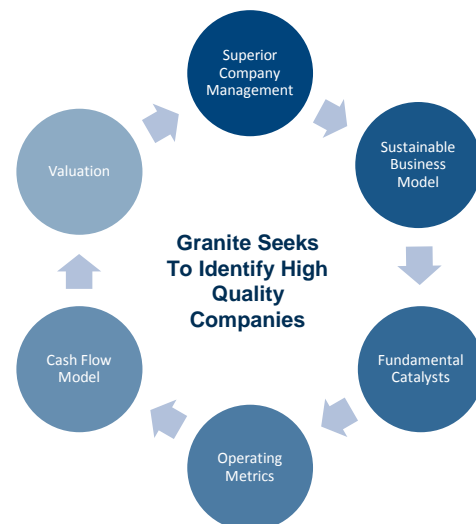 Superior
Company
Management
Sustainable
Business
Model
Fundamental
Catalysts
Operating
Metrics
Cash Flow
Model
Valuation
Granite Seeks
To Identify High
Quality
Companies